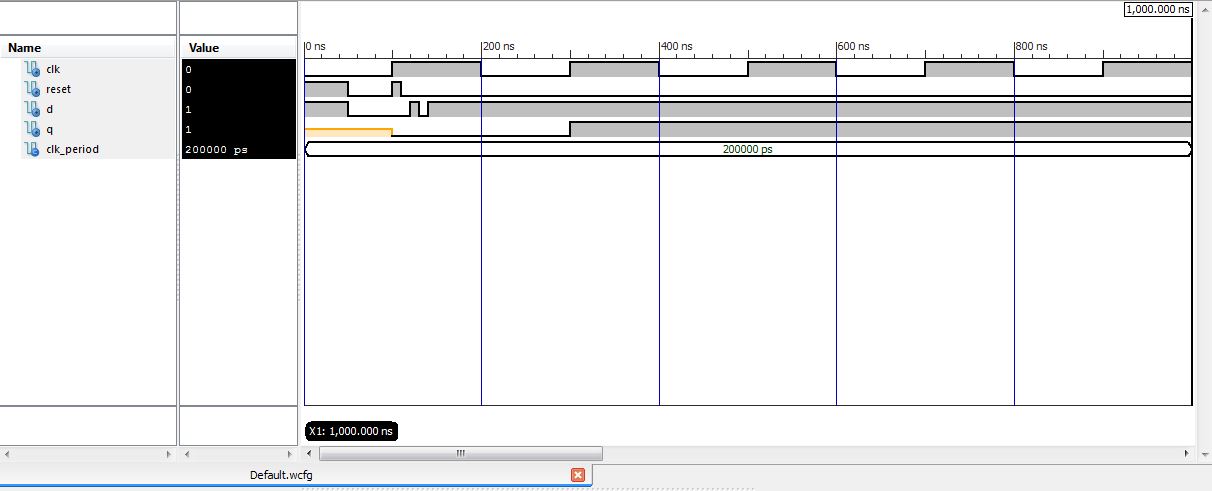 1,000.000 ns
Name Value 0 ns 200 ns 400 ns 600 ns 800 ns
clk 0
reset 0
d 1
q 1
clk_period 200000 ps 200000 ps
X1: 1,000.000 ns
Default.wcfg